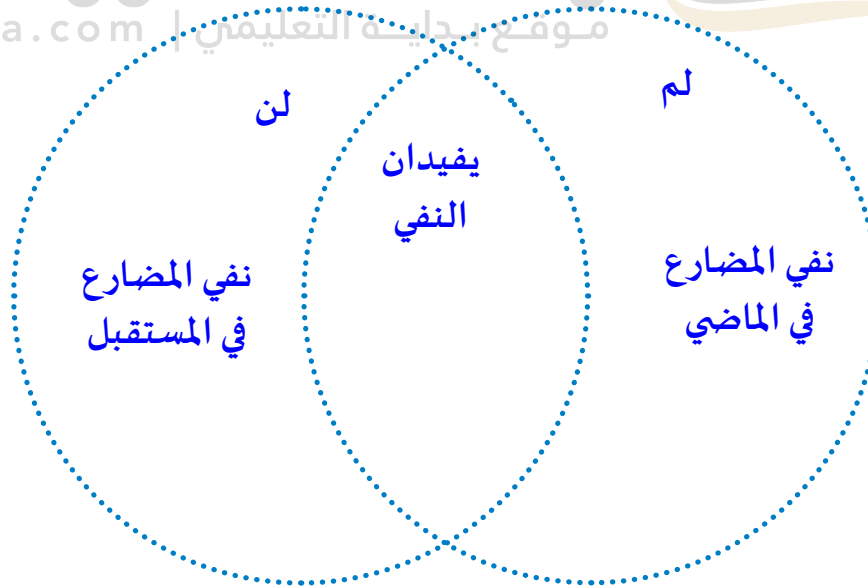 موقع بداية التعليمي | a.com
لم
لن
يفيدان
النفي
نفي المضارع
في الماضي
نفي المضارع
في المستقبل